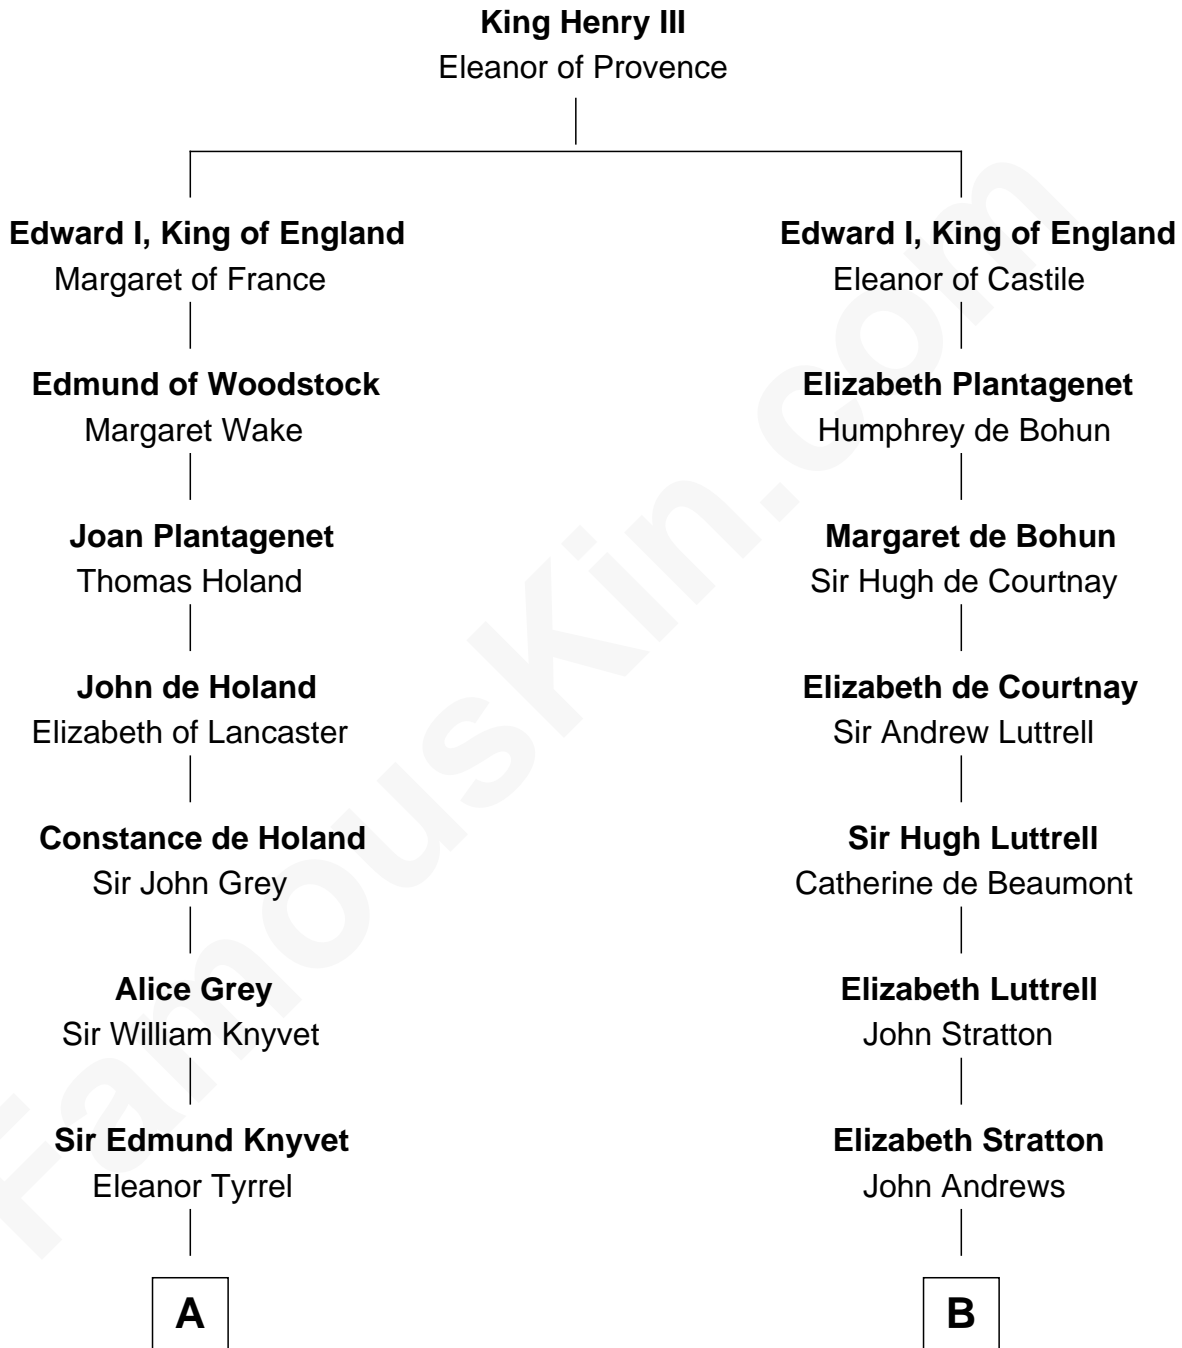 King Henry III
Eleanor of Provence
Edward I, King of England
Margaret of France
Edward I, King of England
Eleanor of Castile
Edmund of Woodstock
Margaret Wake
Elizabeth Plantagenet
Humphrey de Bohun
Joan Plantagenet
Thomas Holand
Margaret de Bohun
Sir Hugh de Courtnay
John de Holand
Elizabeth of Lancaster
Elizabeth de Courtnay
Sir Andrew Luttrell
Constance de Holand
Sir John Grey
Sir Hugh Luttrell
Catherine de Beaumont
Alice Grey
Sir William Knyvet
Elizabeth Luttrell
John Stratton
Sir Edmund Knyvet
Eleanor Tyrrel
Elizabeth Stratton
John Andrews
A
B
FamousKin.com